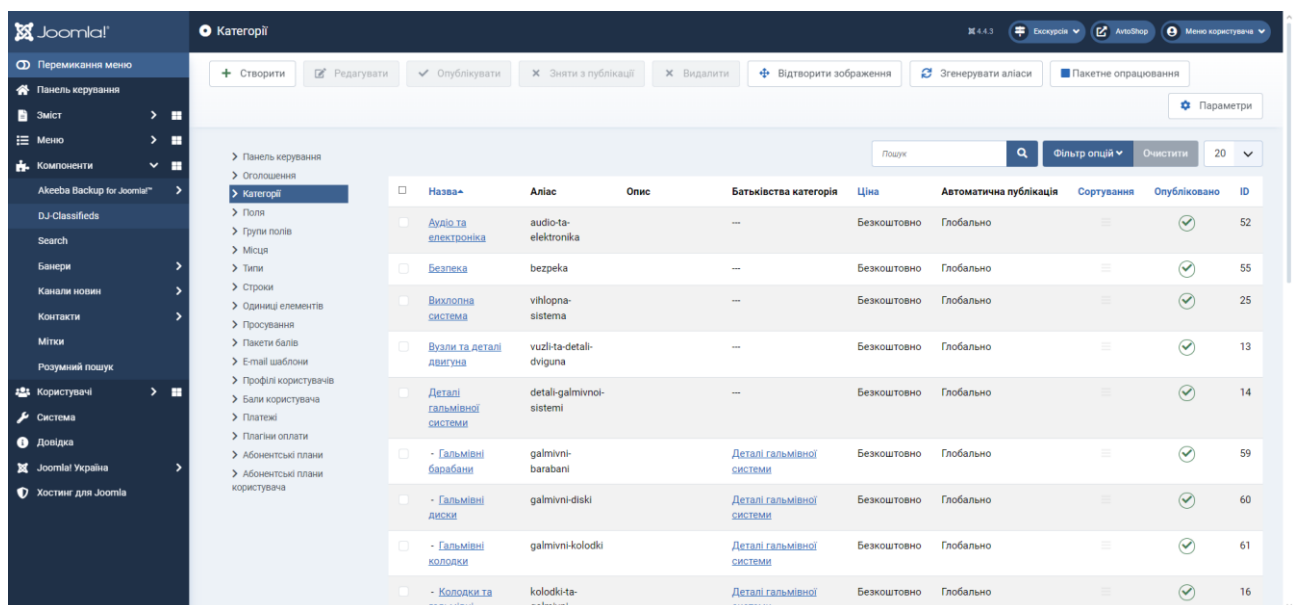 Joomla!
Категорії
4.4.3
Екскурсія
AvtoShop
Меню користувача
Перемикання меню
Панель керування
Зміст
Меню
Компоненти
Akeeba Backup for Joomla!™
DJ-Classifieds
Search
Банери
Канали новин
Контакти
Мітки
Розумний пошук
Користувачі
Система
Довідка
Joomla! Україна
Хостинг для Joomla
Створити
Редагувати
Опублікувати
Зняти з публікації
Видалити
Відтворити зображення
Згенерувати аліаси
Пакетне опрацювання
Параметри
Панель керування
Оголошення
Категорії
Поля
Групи полів
Місця
Типи
Строки
Одиниці елементів
Просування
Пакети балів
E-mail шаблони
Профілі користувачів
Бали користувача
Платежі
Плагіни оплати
Абонентські плани
Абонентські плани
користувача
Пошук
Фільтр опцій
Очистити
20
Назва Аліас Опис Батьківства категорія Ціна Автоматична публікація Сортування Опубліковано ID
Аудіо та audio-ta- --- Безкоштовно Глобально 52
електроніка elektronika
Безпека bezpeka --- Безкоштовно Глобально 55
Вихлопна vihlopna- --- Безкоштовно Глобально 25
система sistema
Вузли та деталі vuzli-ta-detali- --- Безкоштовно Глобально 13
двигуна dviguna
Деталі detali-galmivnoi- --- Безкоштовно Глобально 14
гальмівної sistemi
системи
- Гальмівні galmivni- Деталі гальмівної Безкоштовно Глобально 59
барабани barabani системи
- Гальмівні galmivni-diski Деталі гальмівної Безкоштовно Глобально 60
диски системи
- Гальмівні galmivni-kolodki Деталі гальмівної Безкоштовно Глобально 61
колодки системи
- Колодки та kolodki-ta- Деталі гальмівної Безкоштовно Глобально 16